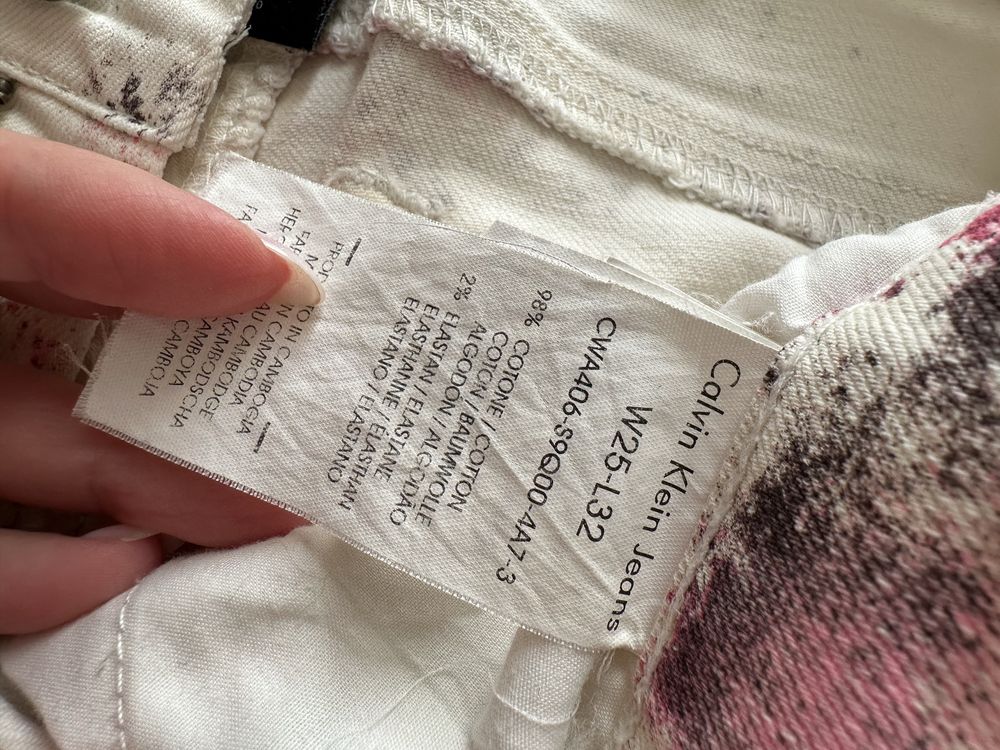 Calvin Klein Jeans
W25-L32
CWA406-S9Q00-4A7-3
98% COTONE / COTTON
COTON / BAUMWOLLE
ALGODON / ALGODÃO
2% ELASTAN / ELASTANE
ELASTHANNE / ELASTHAN
ELASTANO / ELASTANO
IN CAMBOGIA
CAMBODIA
AU CAMBODGE
KAMBODSCHA
CAMBOYA
CAMBOJA